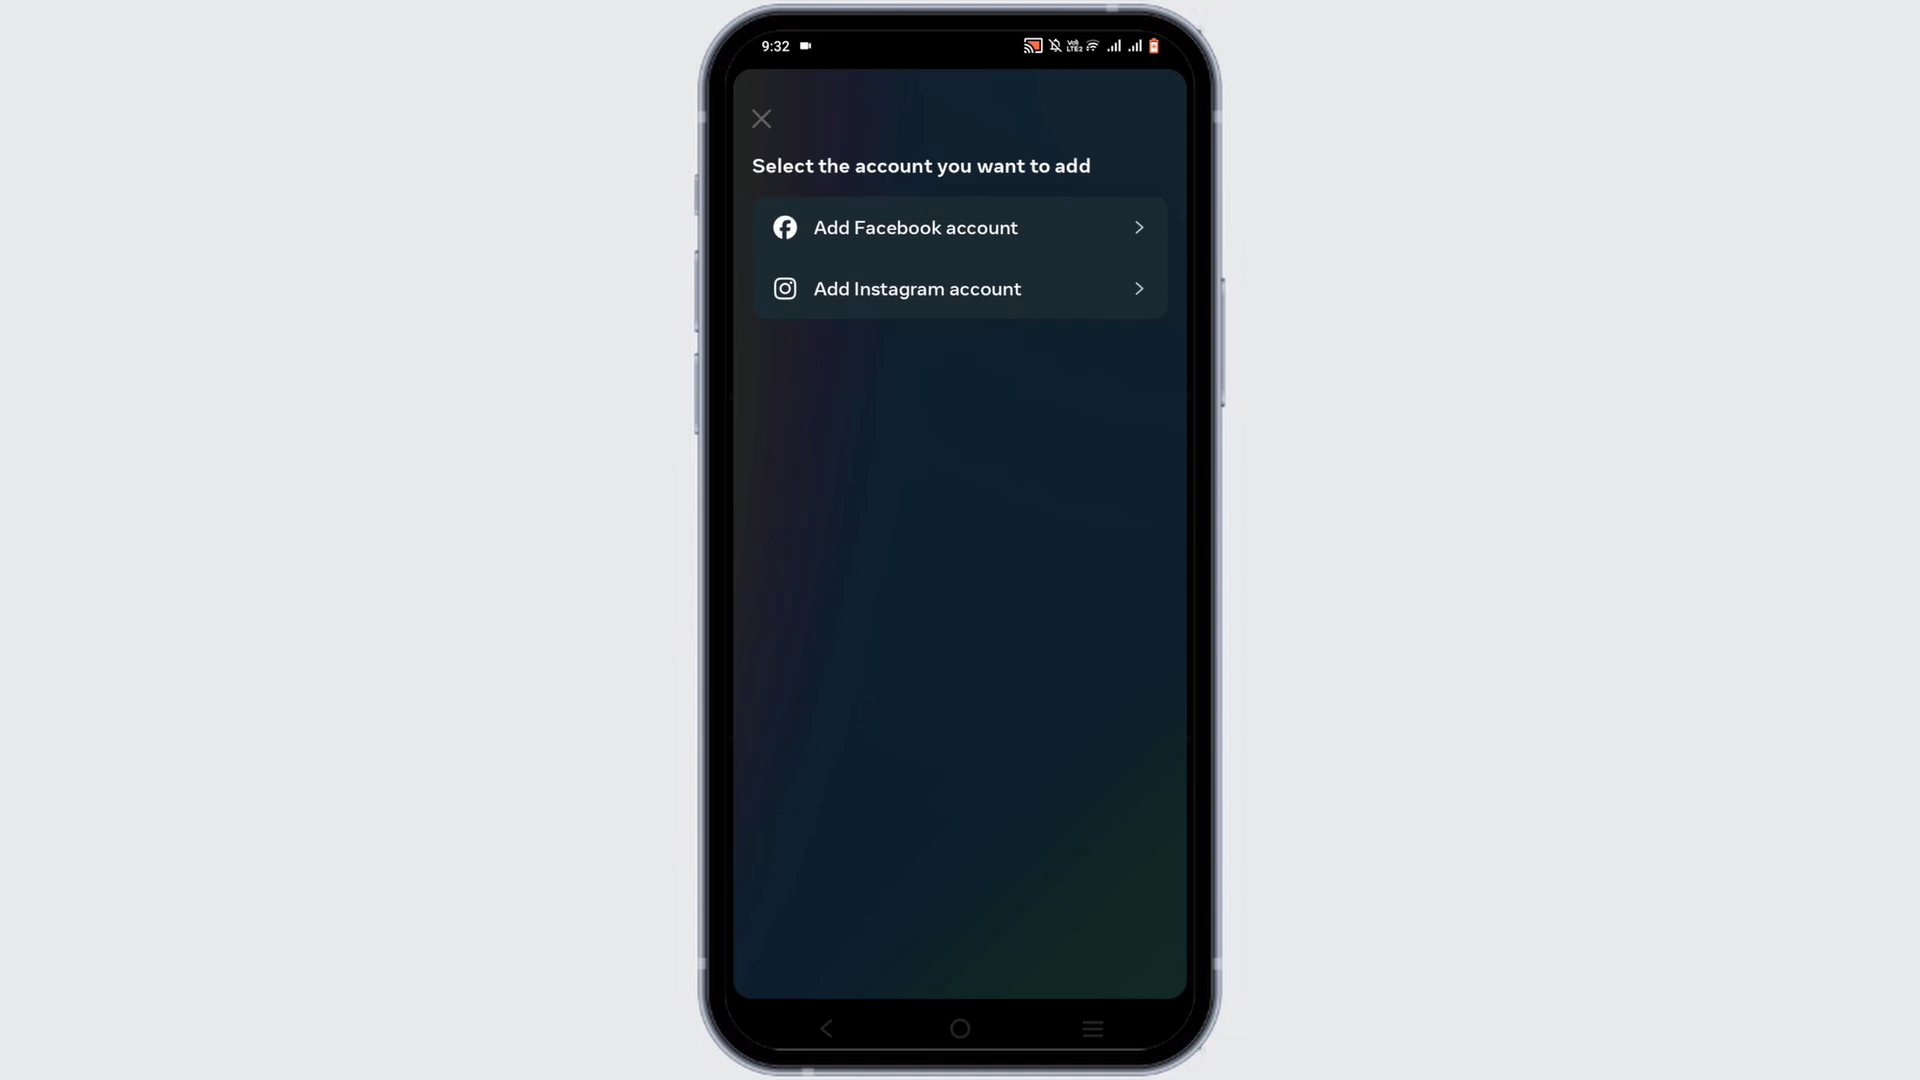 9:32
Select the account you want to add
Add Facebook account
Add Instagram account